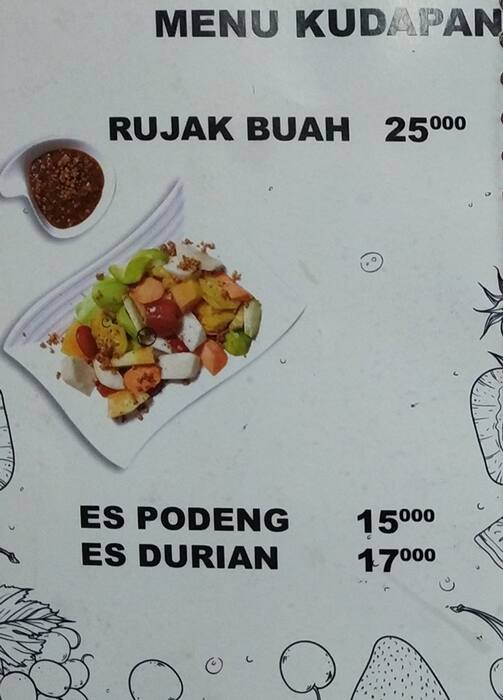 MENU KUDAPAN
RUJAK BUAH 25000
ES PODENG 15000
ES DURIAN 17000